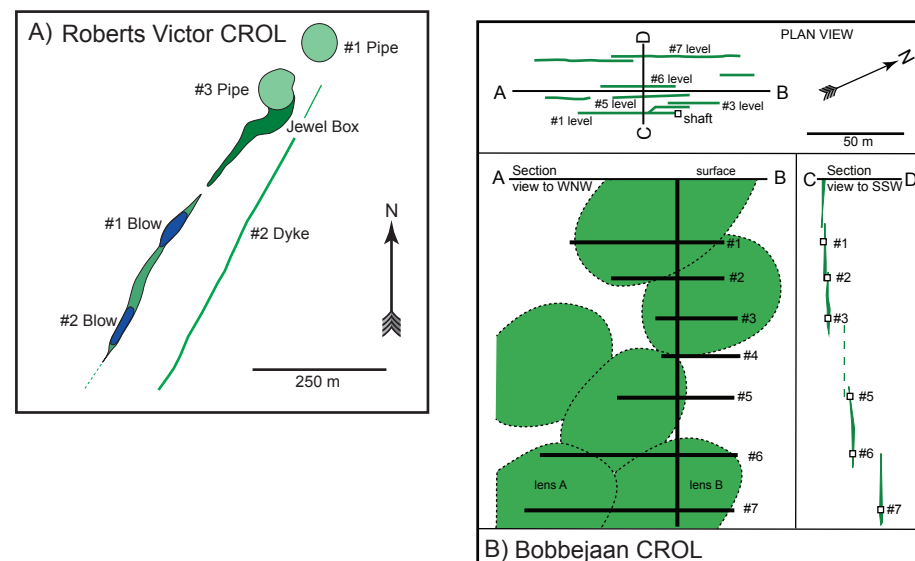 A) Roberts Victor CROL
#1 Pipe
#3 Pipe
Jewel Box
#1 Blow
#2 Dyke
N
#2 Blow
250 m
PLAN VIEW
D
#7 level
N
#6 level
A
B
#5 level
#3 level
#1 level
shaft
C
50 m
A
Section
surface
B
view to WNW
#1
#2
#3
#4
#5
#6
lens A
lens B
#7
C
Section
D
view to SSW
#1
#2
#3
#5
#6
#7
B) Bobbejaan CROL